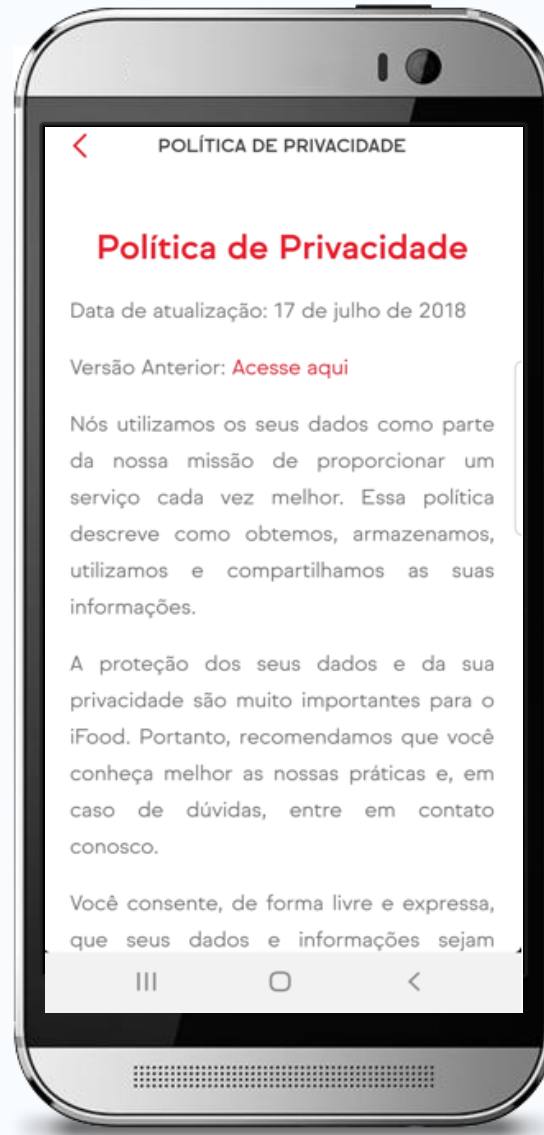 POLÍTICA DE PRIVACIDADE
Política de Privacidade
Data de atualização: 17 de julho de 2018
Versão Anterior: Acesse aqui
Nós utilizamos os seus dados como parte
da nossa missão de proporcionar um
serviço cada vez melhor. Essa política
descreve como obtemos, armazenamos,
utilizamos e compartilhamos as suas
informações.
A proteção dos seus dados e da sua
privacidade são muito importantes para o
iFood. Portanto, recomendamos que você
conheça melhor as nossas práticas e, em
caso de dúvidas, entre em contato
conosco.
Você consente, de forma livre e expressa,
que seus dados e informações sejam